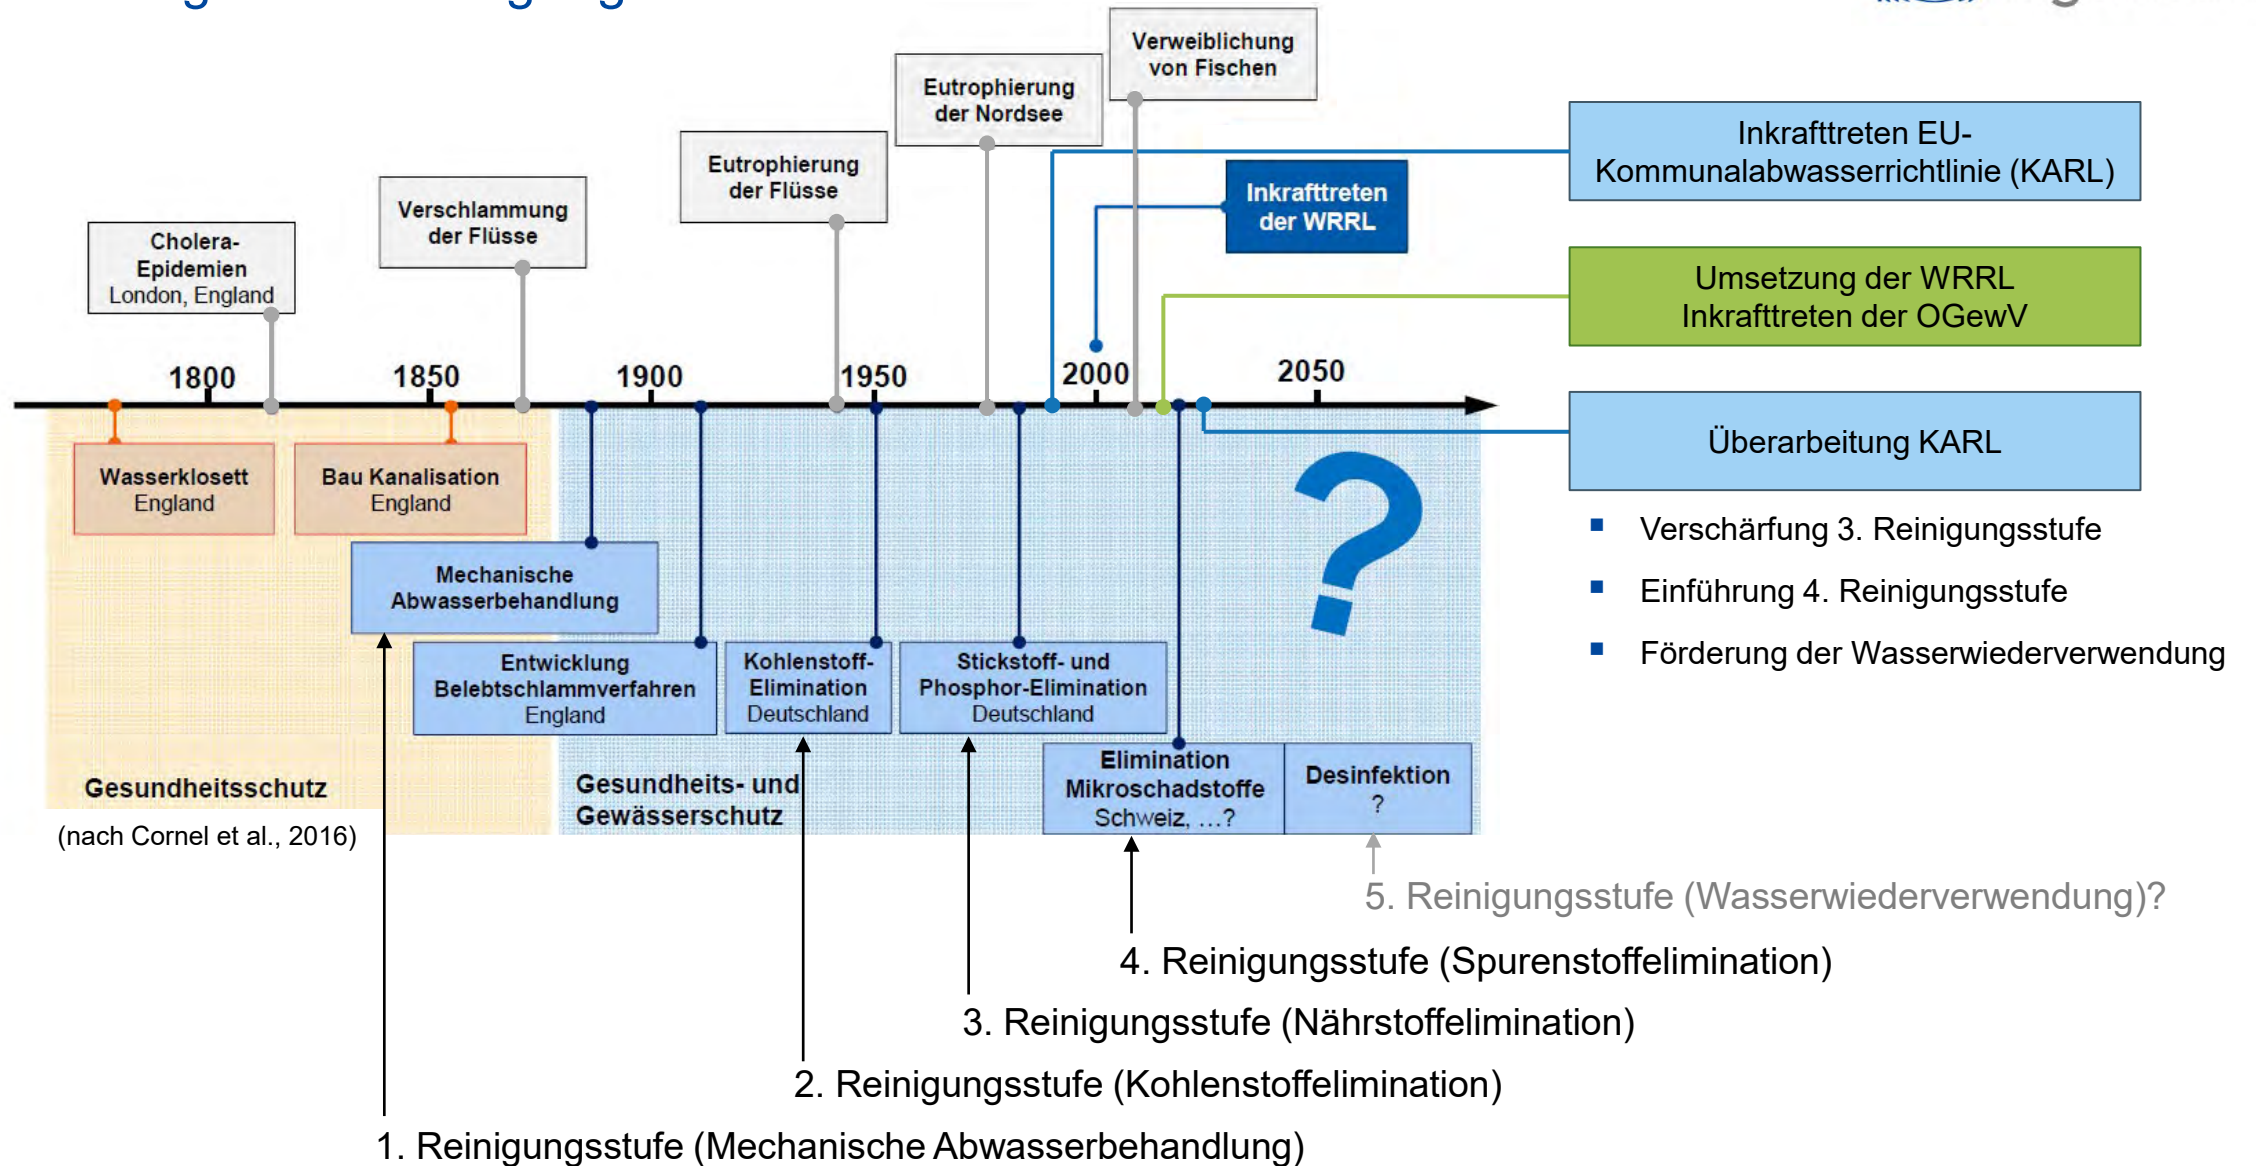 Verweiblichung
von Fischen
Eutrophierung
der Nordsee
Eutrophierung
der Flüsse
Verschlammung
der Flüsse
Cholera-
Epidemien
London, England
Inkrafttreten
der WRRL
Inkrafttreten EU-
Kommunalabwasserrichtlinie (KARL)
Umsetzung der WRRL
Inkrafttreten der OGewV
Überarbeitung KARL
1800
1850
1900
1950
2000
2050
Wasserklosett
England
Bau Kanalisation
England
Mechanische
Abwasserbehandlung
Entwicklung
Belebtschlammverfahren
England
Kohlenstoff-
Elimination
Deutschland
Stickstoff- und
Phosphor-Elimination
Deutschland
Elimination
Mikroschadstoffe
Schweiz, …?
Desinfektion
?
?
▪ Verschärfung 3. Reinigungsstufe
▪ Einführung 4. Reinigungsstufe
▪ Förderung der Wasserwiederverwendung
Gesundheitsschutz
Gesundheits- und
Gewässerschutz
(nach Cornel et al., 2016)
5. Reinigungsstufe (Wasserwiederverwendung)?
4. Reinigungsstufe (Spurenstoffelimination)
3. Reinigungsstufe (Nährstoffelimination)
2. Reinigungsstufe (Kohlenstoffelimination)
1. Reinigungsstufe (Mechanische Abwasserbehandlung)